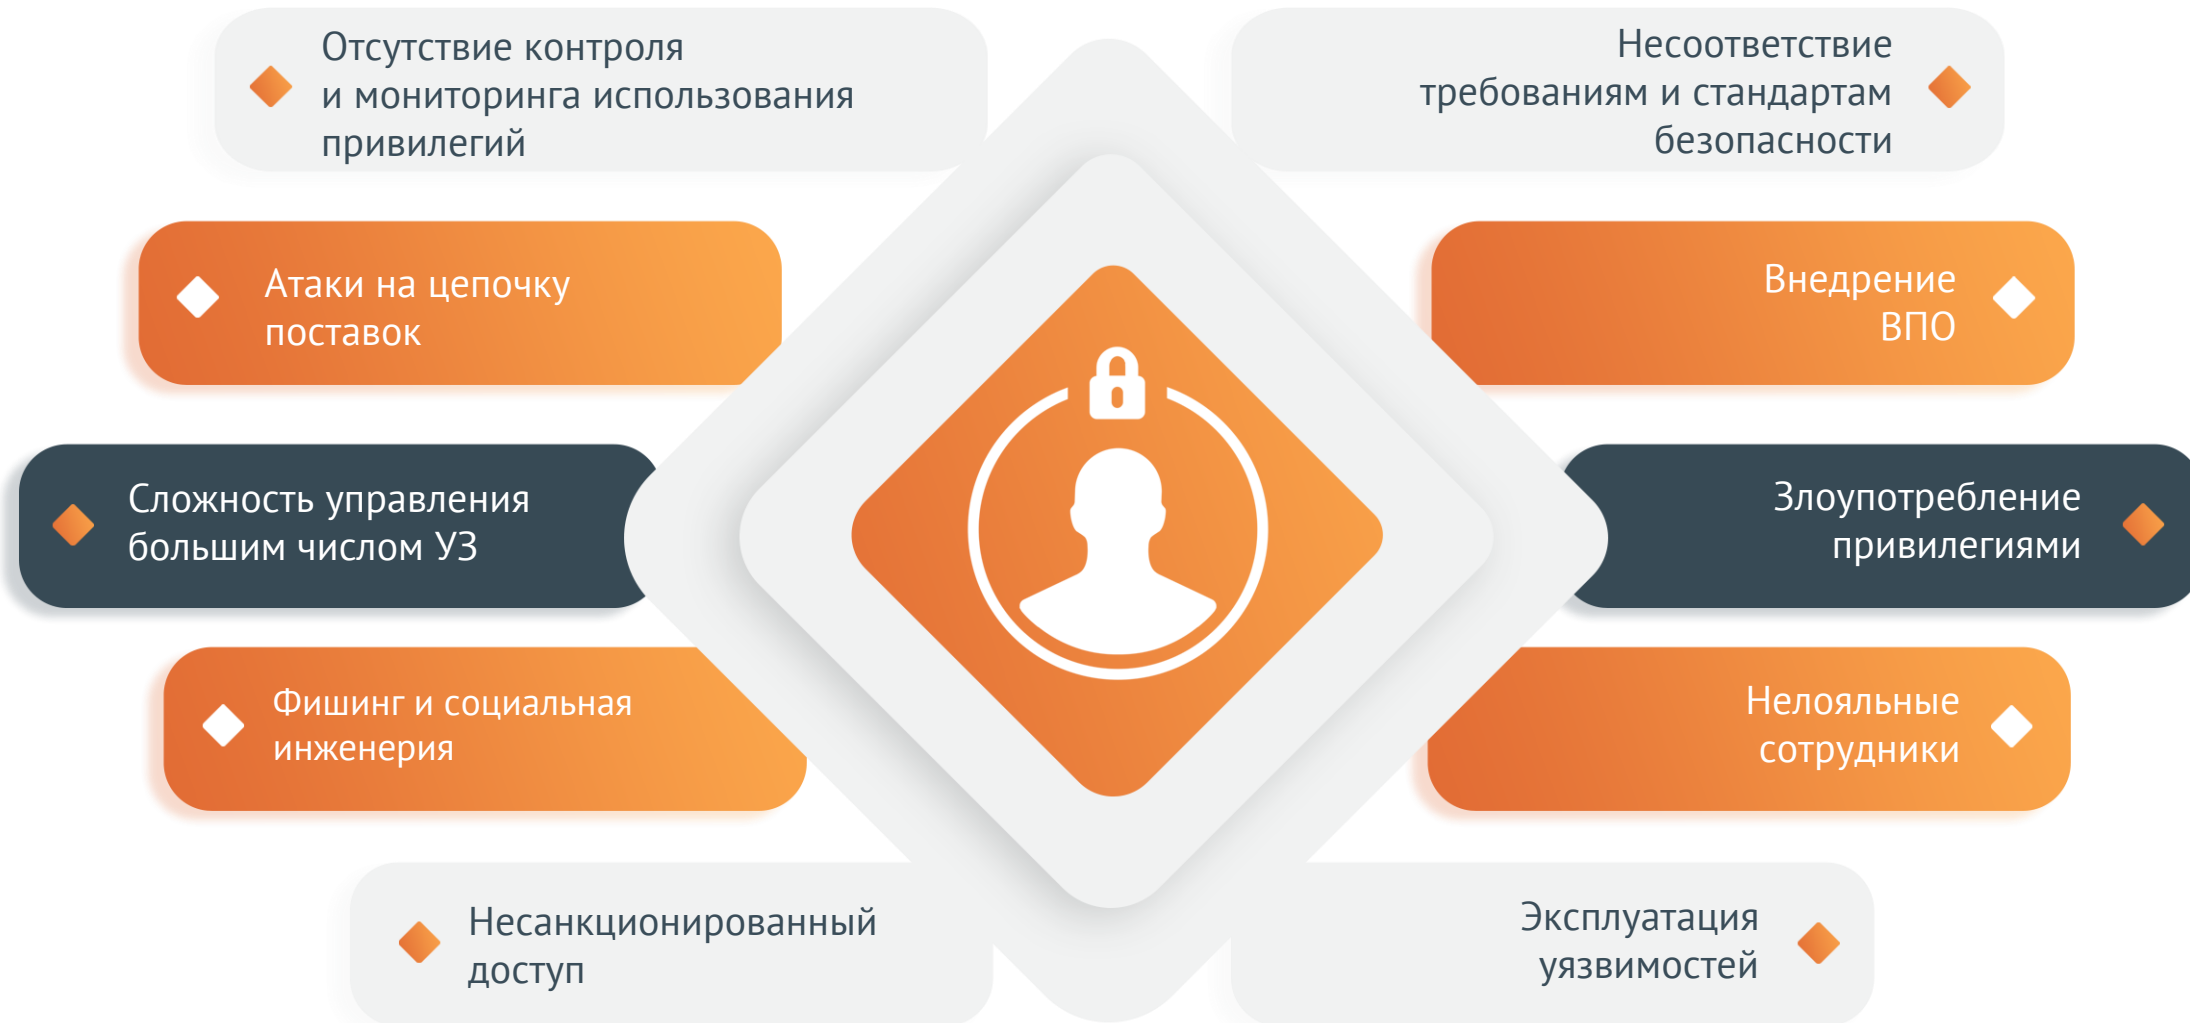 Отсутствие контроля
и мониторинга использования
привилегий
Атаки на цепочку
поставок
Сложность управления
большим числом УЗ
Фишинг и социальная
инженерия
Несанкционированный
доступ
Несоответствие
требованиям и стандартам
безопасности
Внедрение
ВПО
Злоупотребление
привилегиями
Нелояльные
сотрудники
Эксплуатация
уязвимостей